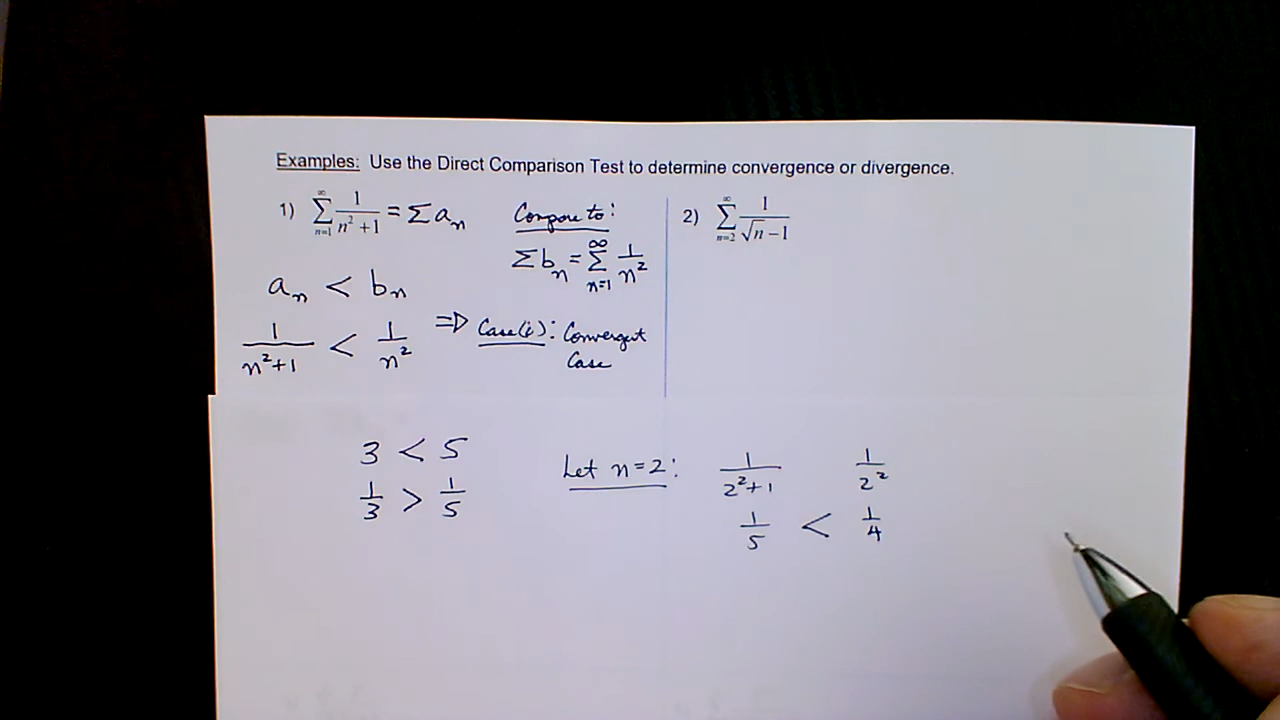 Examples: Use the Direct Comparison Test to determine convergence or divergence.
1) ∑_{n=1}^{∞} 1/(n²+1) = ∑ aₙ
Compare to:
∑ bₙ = ∑_{n=1}^{∞} 1/n²
aₙ < bₙ
1/(n²+1) < 1/n²
⇒ Case(i): Convergent
Case
2) ∑_{n=2}^{∞} 1/(√n−1)
3 < 5
1/3 > 1/5
Let n=2: 1/(2²+1) 1/2²
1/5 < 1/4